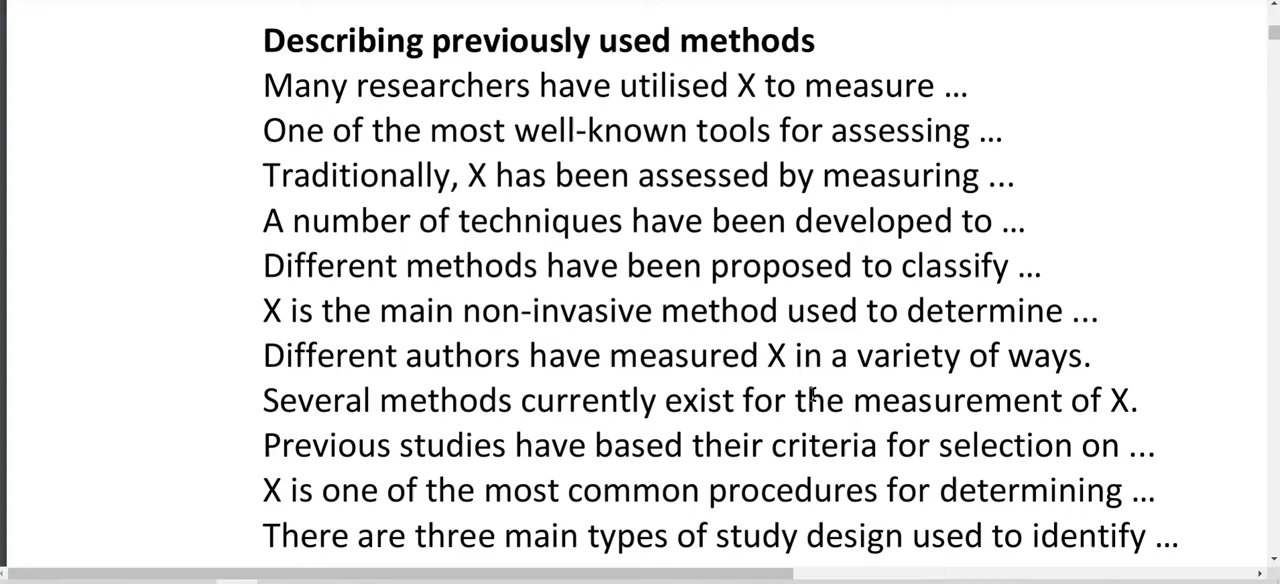 Describing previously used methods
Many researchers have utilised X to measure …
One of the most well-known tools for assessing …
Traditionally, X has been assessed by measuring …
A number of techniques have been developed to …
Different methods have been proposed to classify …
X is the main non-invasive method used to determine …
Different authors have measured X in a variety of ways.
Several methods currently exist for the measurement of X.
Previous studies have based their criteria for selection on …
X is one of the most common procedures for determining …
There are three main types of study design used to identify …